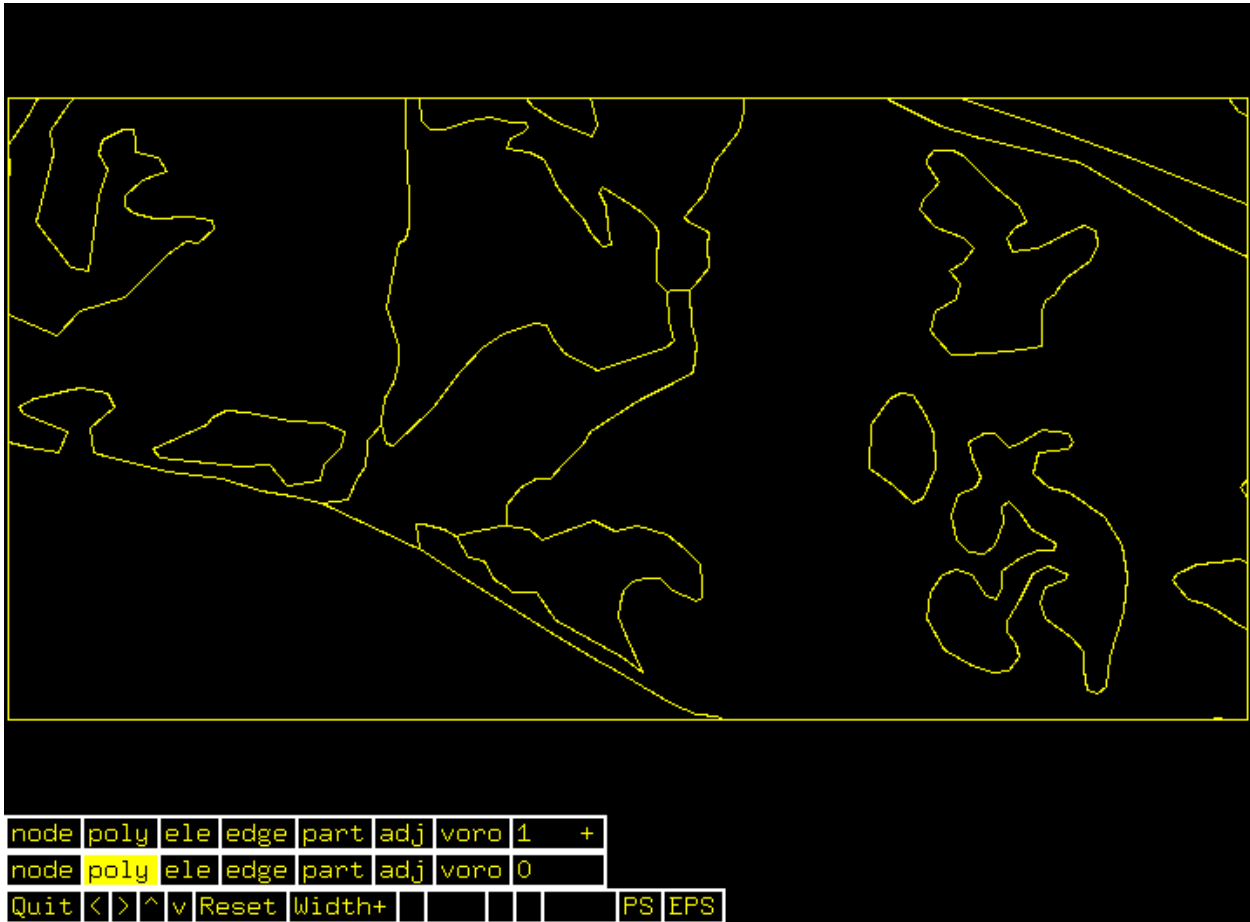 node poly ele edge part adj voro 1 +
node poly ele edge part adj voro 0
Quit < > ^ v Reset Width+ PS EPS